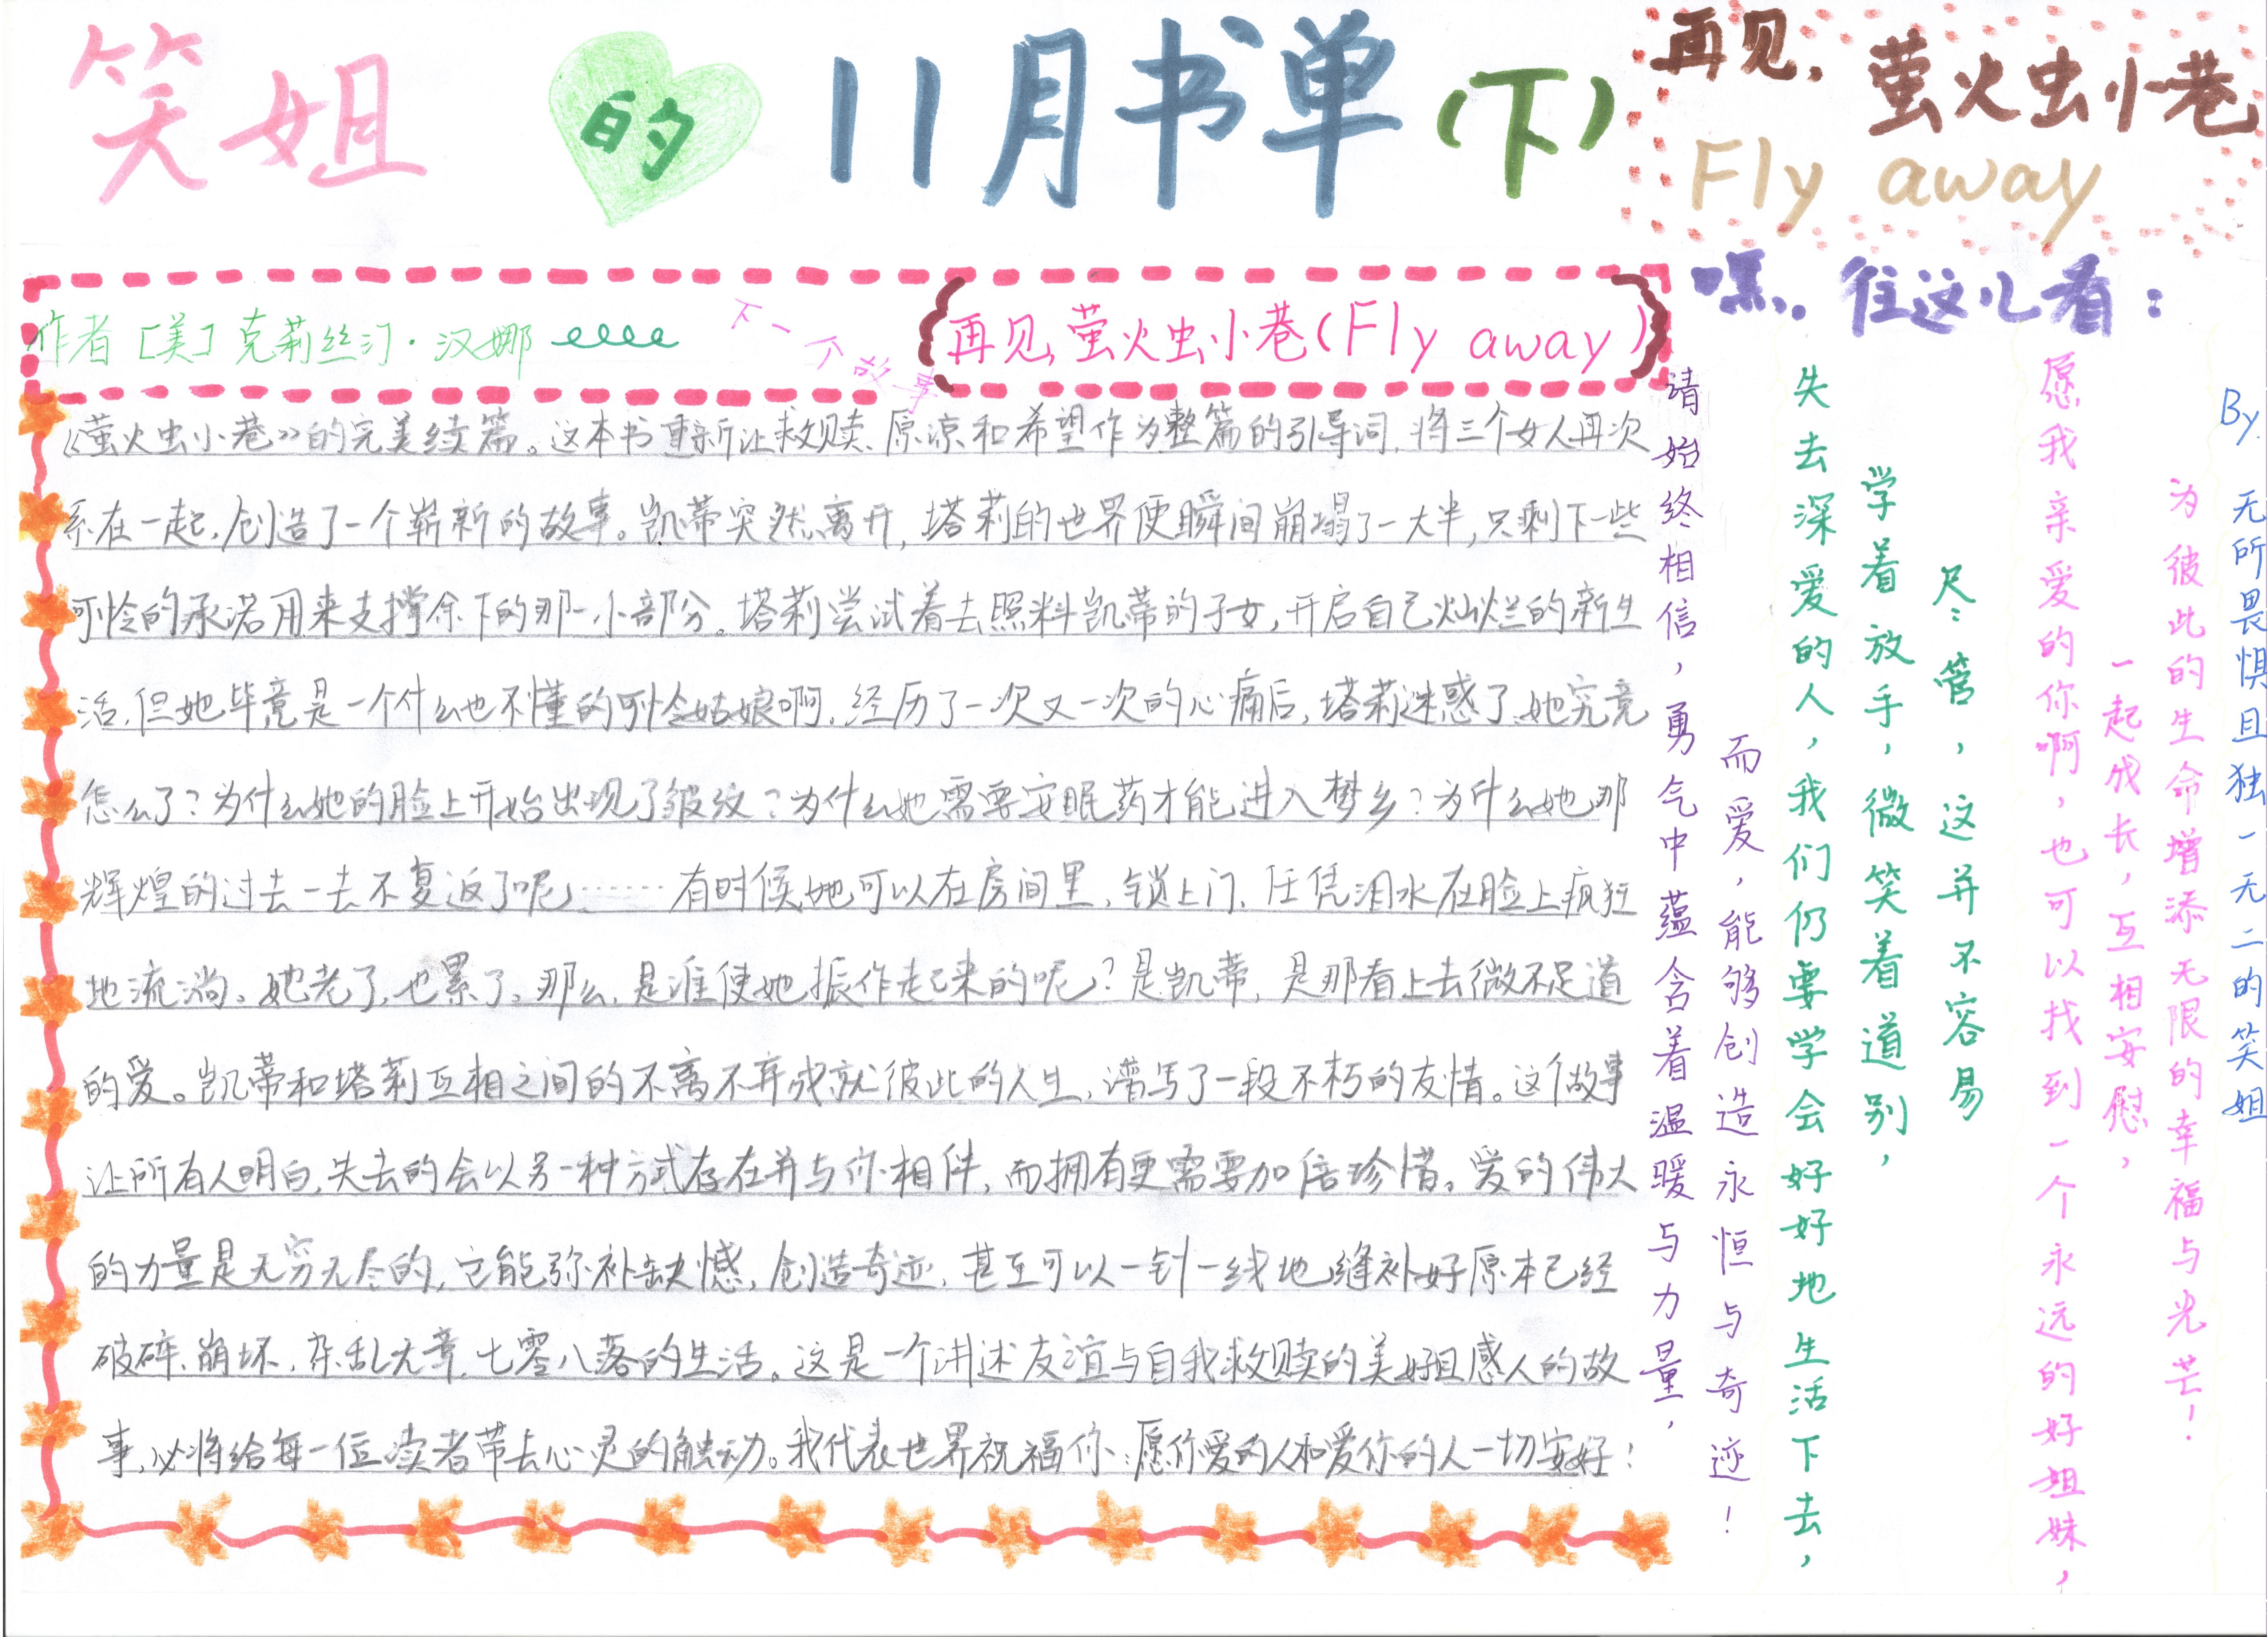 笑姐的11月书单(下)
再见,萤火虫小巷
Fly away
作者[美]克莉丝汀·汉娜
下一个故事
{再见,萤火虫小巷(Fly away)}
《萤火虫小巷》的完美续篇。这本书重新让救赎、原凉和希望作为整篇的引导词,将三个女人再次
系在一起,创造了一个崭新的故事。凯蒂突然离开,塔莉的世界便瞬间崩塌了一大半,只剩下一些
可怜的承诺用来支撑余下的那一小部分。塔莉尝试着去照料凯蒂的子女,开启自己灿烂的新生
活,但她毕竟是一个什么也不懂的可怜姑娘啊,经历了一次又一次的心痛后,塔莉迷惑了,她究竟
怎么了?为什么她的脸上开始出现了皱纹?为什么她需要安眠药才能进入梦乡?为什么她那
辉煌的过去一去不复返了呢……有时候,她可以在房间里,锁上门,任凭泪水在脸上疯狂
地流淌。她老了,也累了。那么,是谁使她振作起来的呢?是凯蒂,是那看上去微不足道
的爱。凯蒂和塔莉互相之间的不离不弃成就彼此的人生,谱写了一段不朽的友情。这个故事
让所有人明白,失去的会以另一种方式存在并与你相伴,而拥有更需要加倍珍惜。爱的伟大
的力量是无穷无尽的,它能弥补缺憾,创造奇迹,甚至可以一针一线地缝补好原本已经
破碎、崩坏,杂乱无章,七零八落的生活。这是一个讲述友谊与自我救赎的美好且感人的故
事,必将给每一位读者带去心灵的触动。我代表世界祝福你:愿你爱的人和爱你的人一切安好!
嘿,往这儿看:
请始终相信,勇气中蕴含着温暖与力量,
而爱,能够创造永恒与奇迹!
失去深爱的人,我们仍要学会好好地生活下去,
学着放手,微笑着道别,
尽管,这并不容易
愿我亲爱的你啊,也可以找到一个永远的好姐妹,
一起成长,互相安慰,
为彼此的生命增添无限的幸福与光芒!
By 无所畏惧且独一无二的笑姐